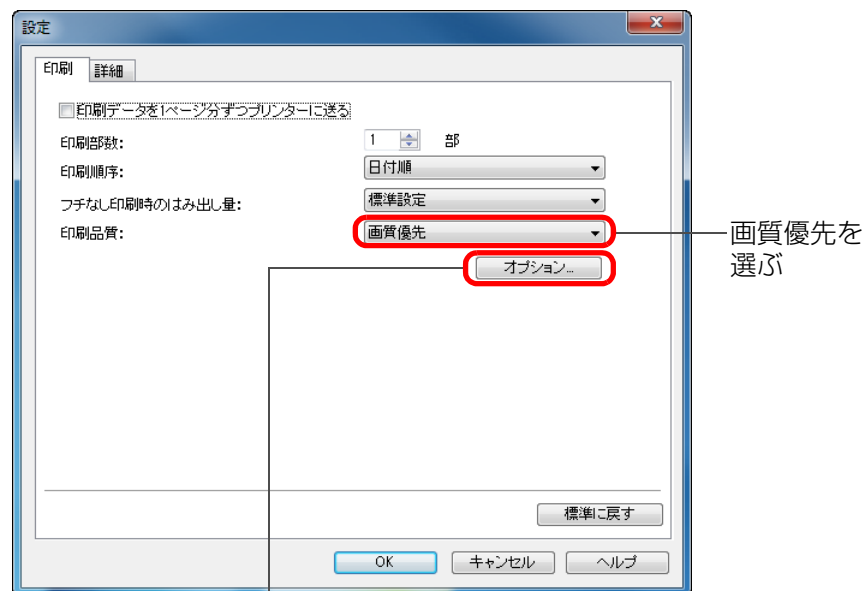 設定
印刷 詳細
印刷データを1ページ分ずつプリンターに送る
印刷部数: 1 部
印刷順序: 日付順
フチなし印刷時のはみ出し量: 標準設定
印刷品質: 画質優先
画質優先を
選ぶ
オプション...
標準に戻す
OK キャンセル ヘルプ